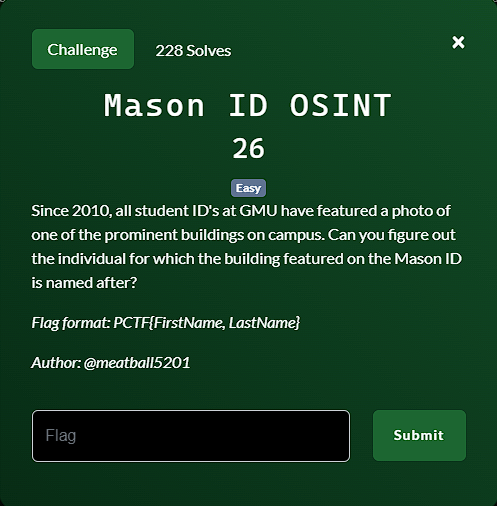 Challenge 228 Solves ×
Mason ID OSINT
26
Easy
Since 2010, all student ID's at GMU have featured a photo of
one of the prominent buildings on campus. Can you figure out
the individual for which the building featured on the Mason ID
is named after?
Flag format: PCTF{FirstName, LastName}
Author: @meatball5201
Flag Submit